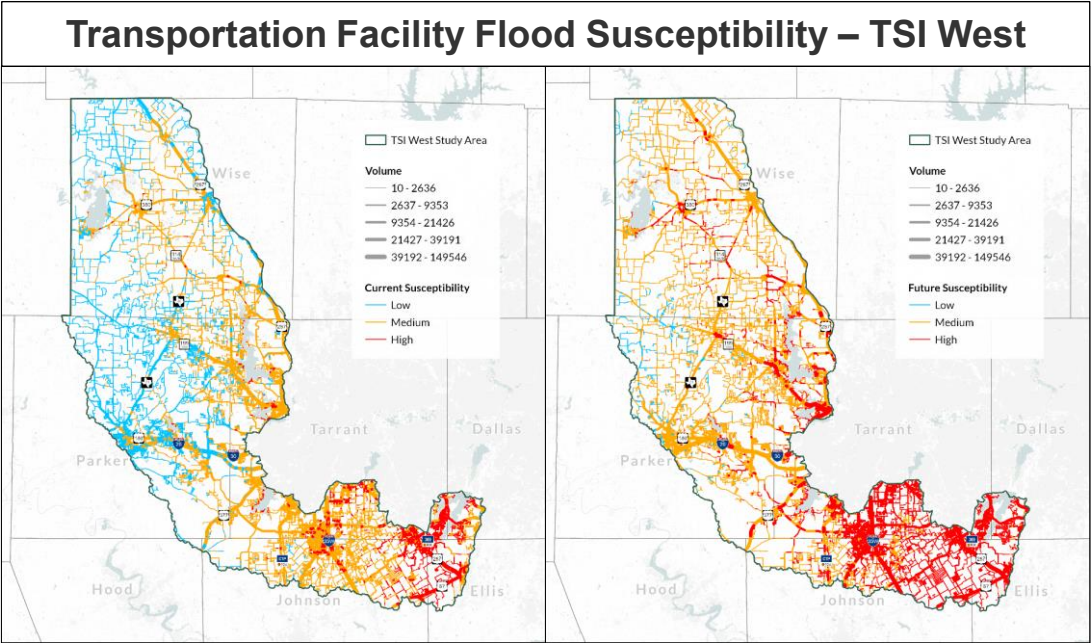 Transportation Facility Flood Susceptibility – TSI West
TSI West Study Area
Volume
10 - 2636
2637 - 9353
9354 - 21426
21427 - 39191
39192 - 149546
Current Susceptibility
Low
Medium
High
Wise
Tarrant
Dallas
Parker
Hood
Johnson
Ellis
TSI West Study Area
Volume
10 - 2636
2637 - 9353
9354 - 21426
21427 - 39191
39192 - 149546
Future Susceptibility
Low
Medium
High
Wise
Tarrant
Dallas
Parker
Hood
Johnson
Ellis